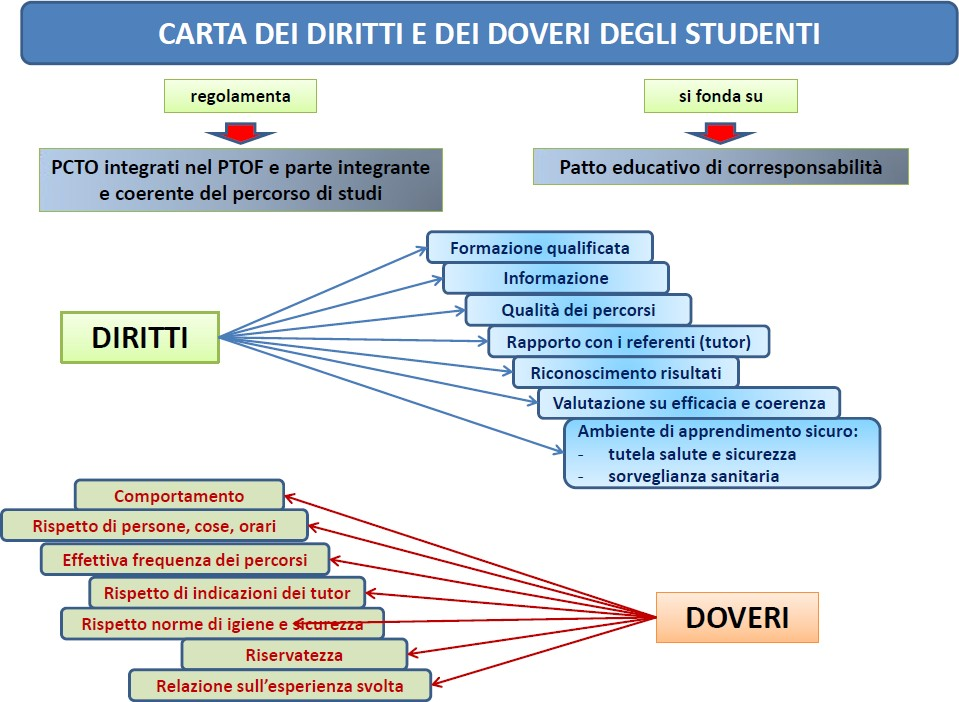 CARTA DEI DIRITTI E DEI DOVERI DEGLI STUDENTI
regolamenta
si fonda su
PCTO integrati nel PTOF e parte integrante
e coerente del percorso di studi
Patto educativo di corresponsabilità
Formazione qualificata
Informazione
Qualità dei percorsi
DIRITTI
Rapporto con i referenti (tutor)
Riconoscimento risultati
Valutazione su efficacia e coerenza
Ambiente di apprendimento sicuro:
- tutela salute e sicurezza
- sorveglianza sanitaria
Comportamento
Rispetto di persone, cose, orari
Effettiva frequenza dei percorsi
Rispetto di indicazioni dei tutor
Rispetto norme di igiene e sicurezza
DOVERI
Riservatezza
Relazione sull'esperienza svolta